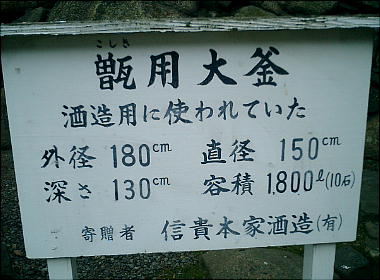 こしき
甑用大釜
酒造用に使われていた
外径 180cm 直径 150cm
深さ 130cm 容積 1.800ℓ(10石)
寄贈者 信貴本家酒造(有)